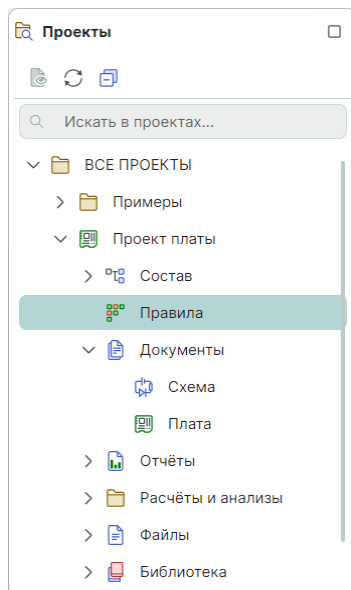 Проекты
Искать в проектах...
ВСЕ ПРОЕКТЫ
Примеры
Проект платы
Состав
Правила
Документы
Схема
Плата
Отчёты
Расчёты и анализы
Файлы
Библиотека